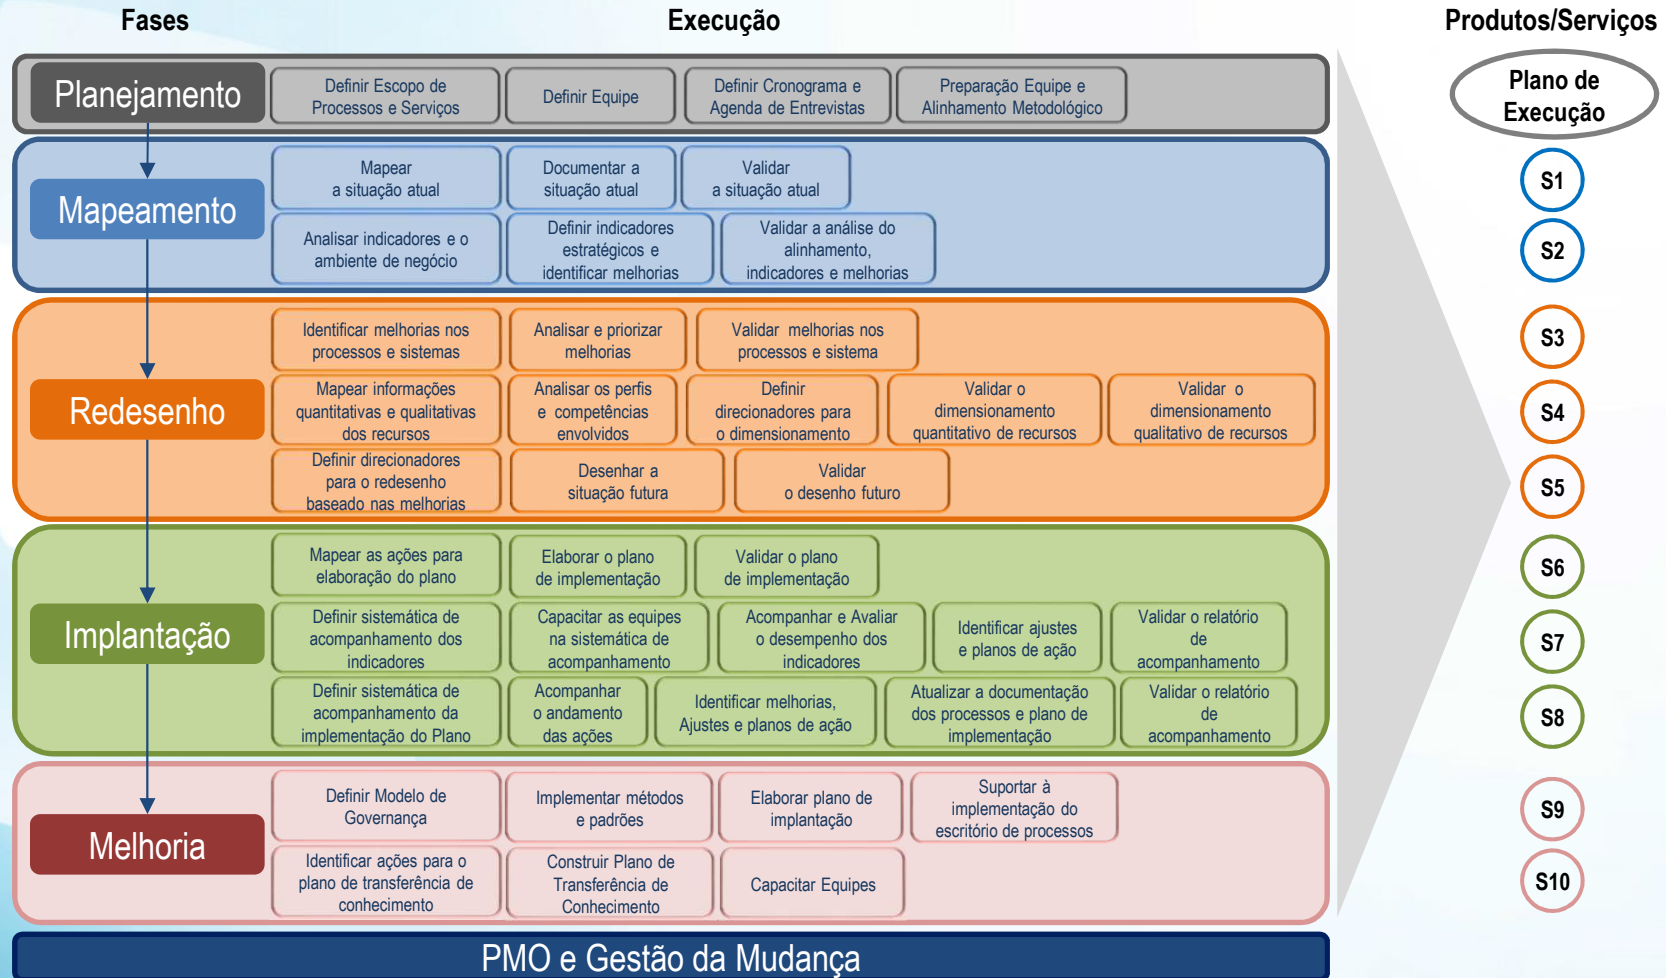 Fases
Execução
Produtos/Serviços
Planejamento
Definir Escopo de
Processos e Serviços
Definir Equipe
Definir Cronograma e
Agenda de Entrevistas
Preparação Equipe e
Alinhamento Metodológico
Plano de
Execução
Mapeamento
Mapear
a situação atual
Documentar a
situação atual
Validar
a situação atual
S1
Analisar indicadores e o
ambiente de negócio
Definir indicadores
estratégicos e
identificar melhorias
Validar a análise do
alinhamento,
indicadores e melhorias
S2
Redesenho
Identificar melhorias nos
processos e sistemas
Analisar e priorizar
melhorias
Validar melhorias nos
processos e sistema
S3
Mapear informações
quantitativas e qualitativas
dos recursos
Analisar os perfis
e competências
envolvidos
Definir
direcionadores para
o dimensionamento
Validar o
dimensionamento
quantitativo de recursos
Validar o
dimensionamento
qualitativo de recursos
S4
Definir direcionadores
para o redesenho
baseado nas melhorias
Desenhar a
situação futura
Validar
o desenho futuro
S5
Implantação
Mapear as ações para
elaboração do plano
Elaborar o plano
de implementação
Validar o plano
de implementação
S6
Definir sistemática de
acompanhamento dos
indicadores
Capacitar as equipes
na sistemática de
acompanhamento
Acompanhar e Avaliar
o desempenho dos
indicadores
Identificar ajustes
e planos de ação
Validar o relatório
de
acompanhamento
S7
Definir sistemática de
acompanhamento da
implementação do Plano
Acompanhar
o andamento
das ações
Identificar melhorias,
Ajustes e planos de ação
Atualizar a documentação
dos processos e plano de
implementação
Validar o relatório
de
acompanhamento
S8
Melhoria
Definir Modelo de
Governança
Implementar métodos
e padrões
Elaborar plano de
implantação
Suportar à
implementação do
escritório de processos
S9
Identificar ações para o
plano de transferência de
conhecimento
Construir Plano de
Transferência de
Conhecimento
Capacitar Equipes
S10
PMO e Gestão da Mudança